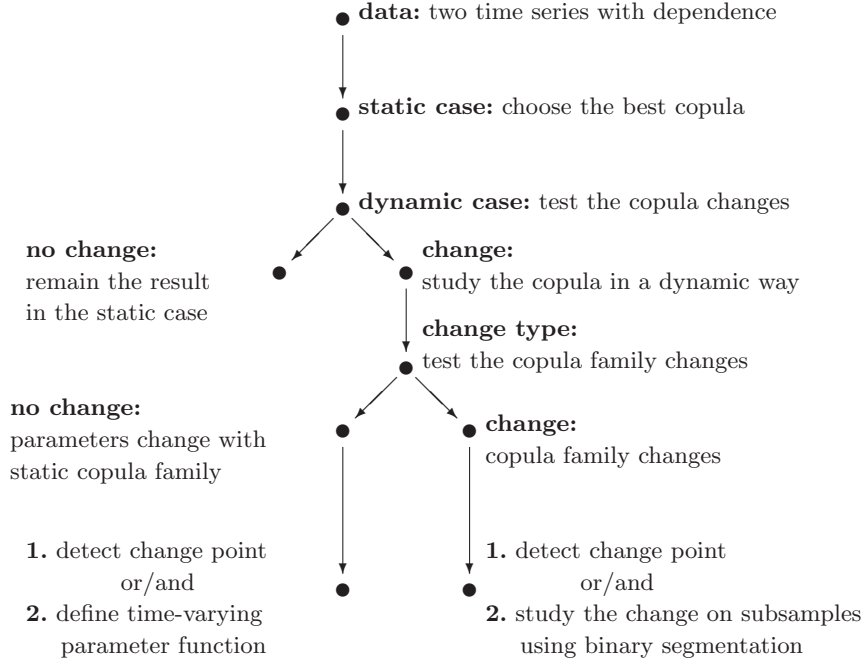 data: two time series with dependence
static case: choose the best copula
dynamic case: test the copula changes
no change:
remain the result
in the static case
change:
study the copula in a dynamic way
change type:
test the copula family changes
no change:
parameters change with
static copula family
change:
copula family changes
1. detect change point
or/and
2. define time-varying
parameter function
1. detect change point
or/and
2. study the change on subsamples
using binary segmentation